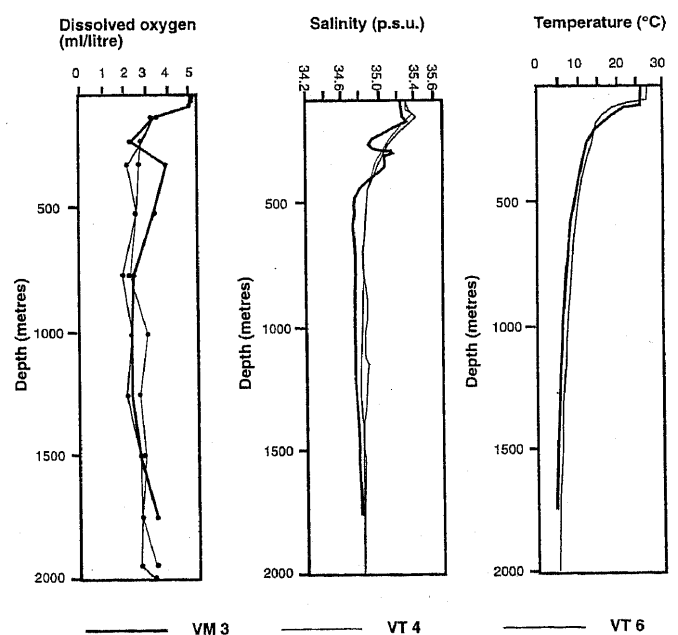 Dissolved oxygen
(ml/litre)
0 1 2 3 4 5
500
1000
1500
2000
Depth (metres)
Salinity (p.s.u.)
34.2 34.6 35.0 35.4 35.6
500
1000
1500
2000
Depth (metres)
Temperature (°C)
0 5 10 20 30
500
1000
1500
2000
Depth (metres)
VM 3 VT 4 VT 6